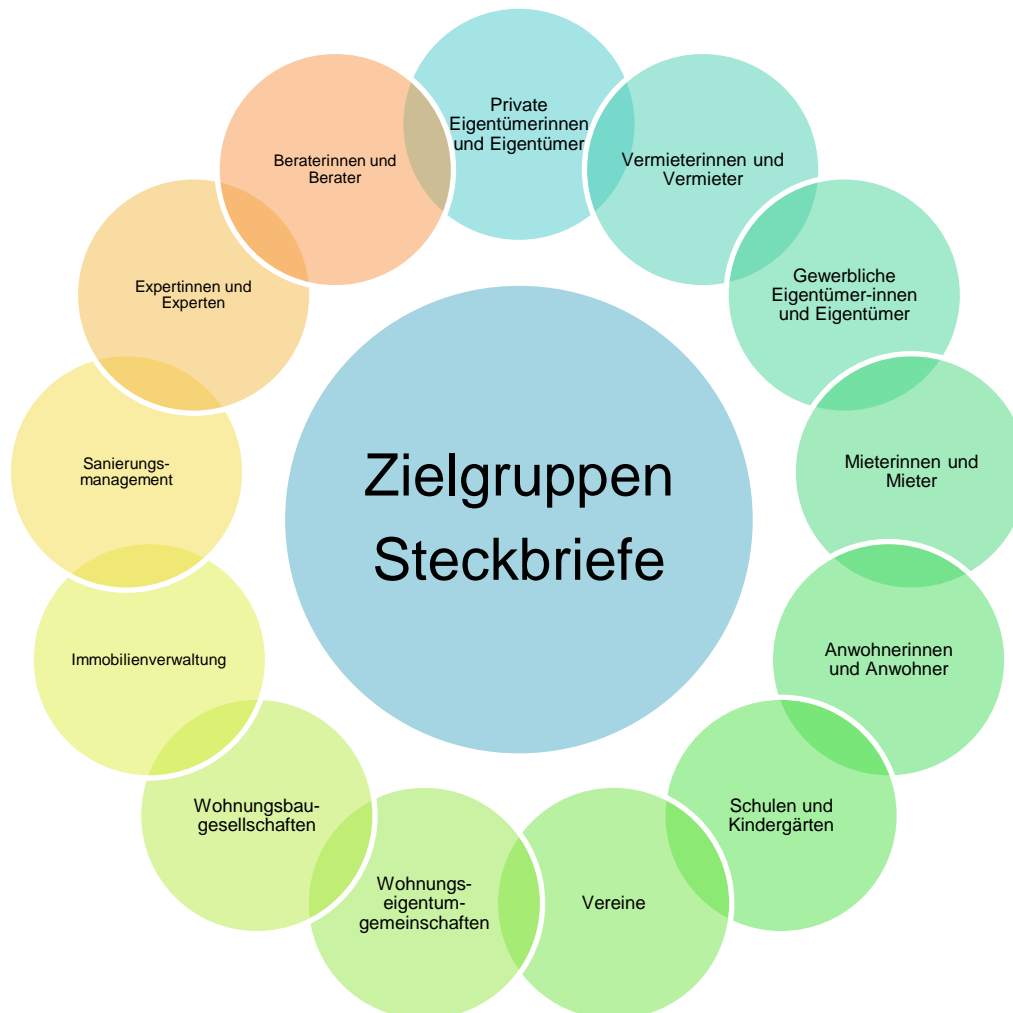 Private
Eigentümerinnen
und Eigentümer
Vermieterinnen und
Vermieter
Gewerbliche
Eigentümer-innen
und Eigentümer
Mieterinnen und
Mieter
Anwohnerinnen
und Anwohner
Schulen und
Kindergärten
Vereine
Wohnungs-
eigentum-
gemeinschaften
Wohnungsbau-
gesellschaften
Immobilienverwaltung
Sanierungs-
management
Expertinnen und
Experten
Beraterinnen und
Berater
Zielgruppen
Steckbriefe